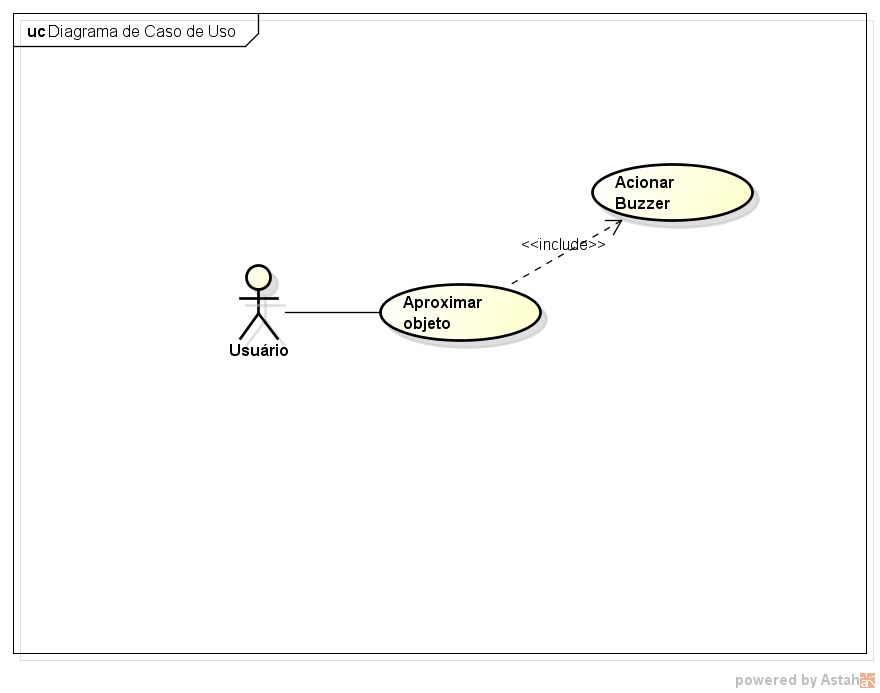 uc Diagrama de Caso de Uso
Acionar
Buzzer
<<include>>
Aproximar
objeto
Usuário
powered by Astah